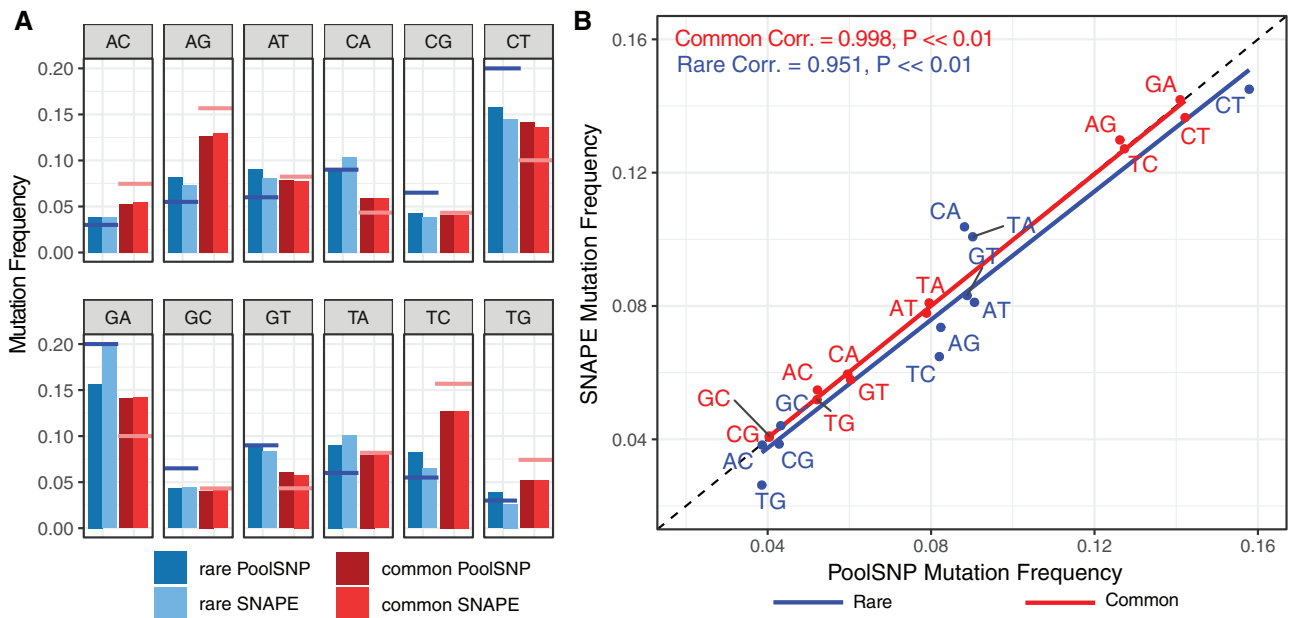 A
AC AG AT CA CG CT
0.20
0.15
0.10
0.05
0.00
GA GC GT TA TC TG
0.20
0.15
0.10
0.05
0.00
Mutation Frequency
rare PoolSNP
common PoolSNP
rare SNAPE
common SNAPE
B
Common Corr. = 0.998, P << 0.01
Rare Corr. = 0.951, P << 0.01
0.16
0.12
0.08
0.04
SNAPE Mutation Frequency
GA
CT
AG
CT
TC
CA
TA
GT
TA
AT
AT
AG
CA
TC
AC
GT
GC
GC
TG
CG
AC
CG
TG
0.04 0.08 0.12 0.16
PoolSNP Mutation Frequency
Rare
Common